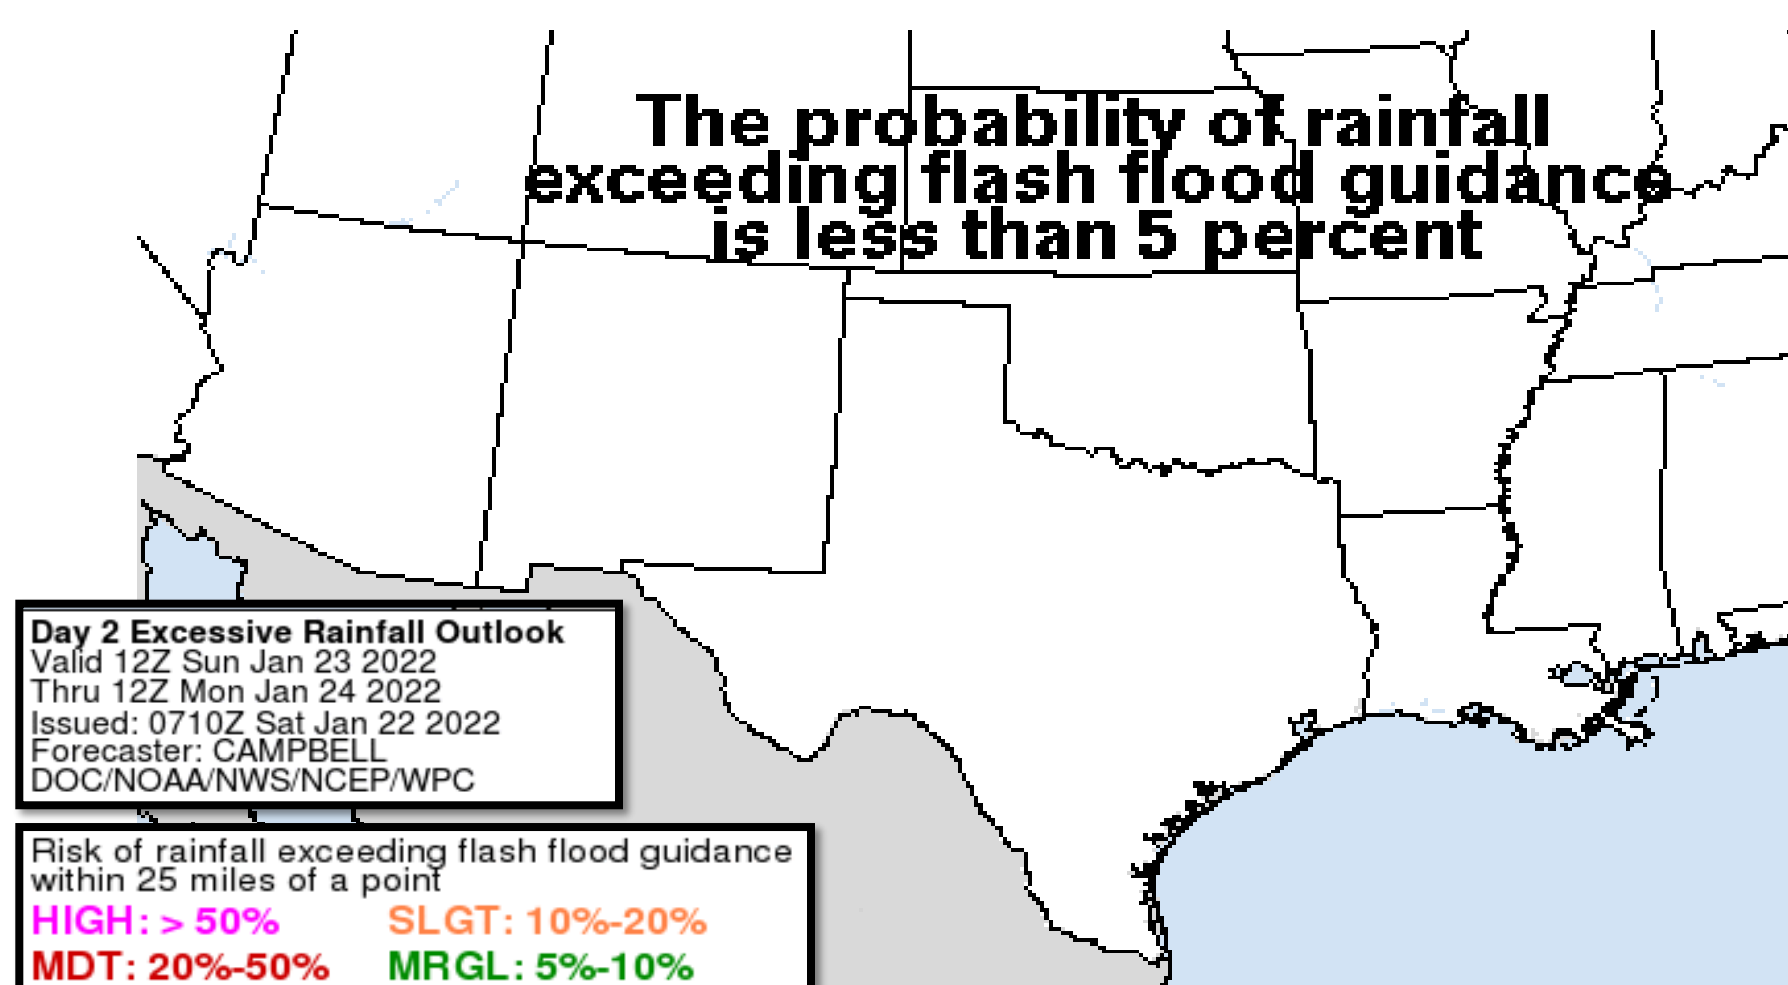 The probability of rainfall
exceeding flash flood guidance
is less than 5 percent
Day 2 Excessive Rainfall Outlook
Valid 12Z Sun Jan 23 2022
Thru 12Z Mon Jan 24 2022
Issued: 0710Z Sat Jan 22 2022
Forecaster: CAMPBELL
DOC/NOAA/NWS/NCEP/WPC
Risk of rainfall exceeding flash flood guidance
within 25 miles of a point
HIGH: > 50% SLGT: 10%-20%
MDT: 20%-50% MRGL: 5%-10%